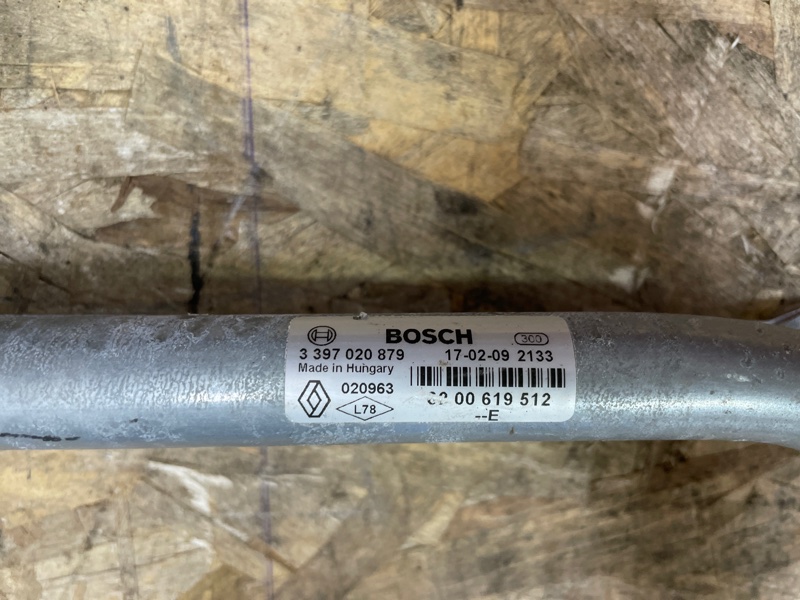 BOSCH 300
3 397 020 879 17-02-09 2133
Made in Hungary
020963
L78 00 619 512
--E